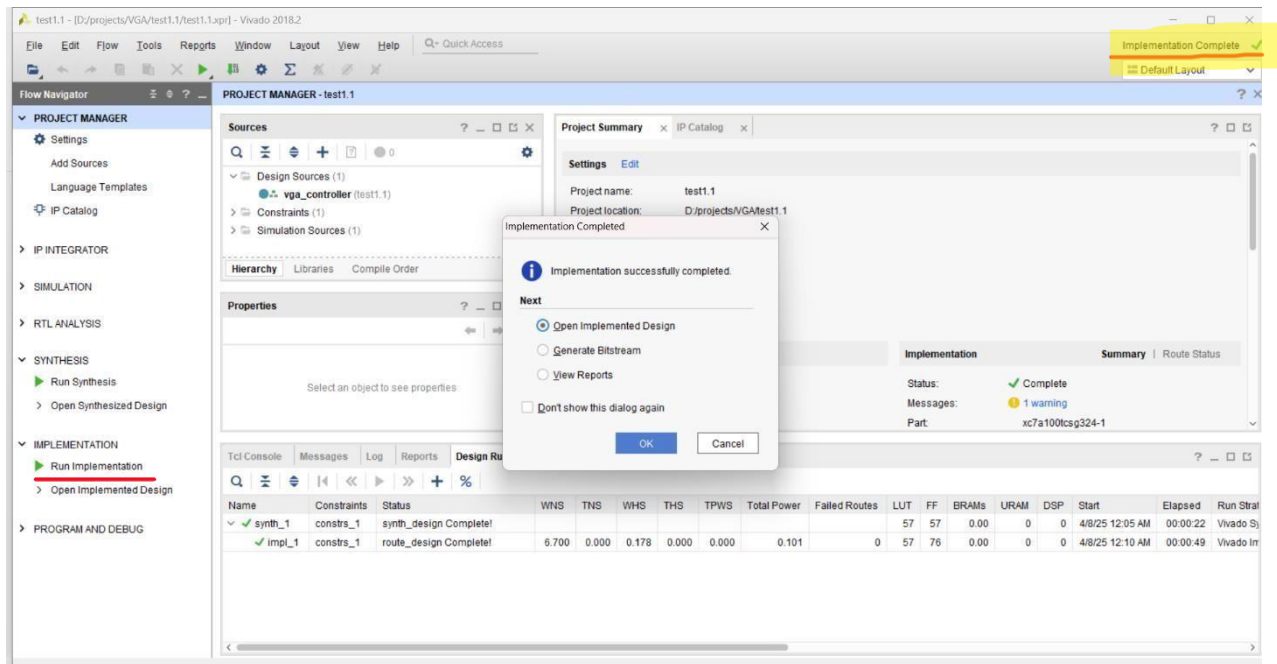 test1.1 - [D:/projects/VGA/test1.1/test1.1.xpr] - Vivado 2018.2
File Edit Flow Tools Reports Window Layout View Help Quick Access
Implementation Complete
Default Layout
Flow Navigator
PROJECT MANAGER - test1.1
PROJECT MANAGER
Settings
Add Sources
Language Templates
IP Catalog
IP INTEGRATOR
SIMULATION
RTL ANALYSIS
SYNTHESIS
Run Synthesis
Open Synthesized Design
IMPLEMENTATION
Run Implementation
Open Implemented Design
PROGRAM AND DEBUG
Sources
0
Design Sources (1)
vga_controller (test1.1)
Constraints (1)
Simulation Sources (1)
Hierarchy Libraries Compile Order
Properties
Select an object to see properties
Project Summary IP Catalog
Settings Edit
Project name: test1.1
Project location: D:/projects/VGA/test1.1
Implementation Summary | Route Status
Status: Complete
Messages: 1 warning
Part: xc7a100tcsg324-1
Implementation Completed
Implementation successfully completed.
Next
Open Implemented Design
Generate Bitstream
View Reports
Don't show this dialog again
OK Cancel
Tcl Console Messages Log Reports Design Ru
Name Constraints Status WNS TNS WHS THS TPWS Total Power Failed Routes LUT FF BRAMs URAM DSP Start Elapsed Run Strat
synth_1 constrs_1 synth_design Complete! 57 57 0.00 0 0 4/8/25 12:05 AM 00:00:22 Vivado Sy
impl_1 constrs_1 route_design Complete! 6.700 0.000 0.178 0.000 0.000 0.101 0 57 76 0.00 0 0 4/8/25 12:10 AM 00:00:49 Vivado Im